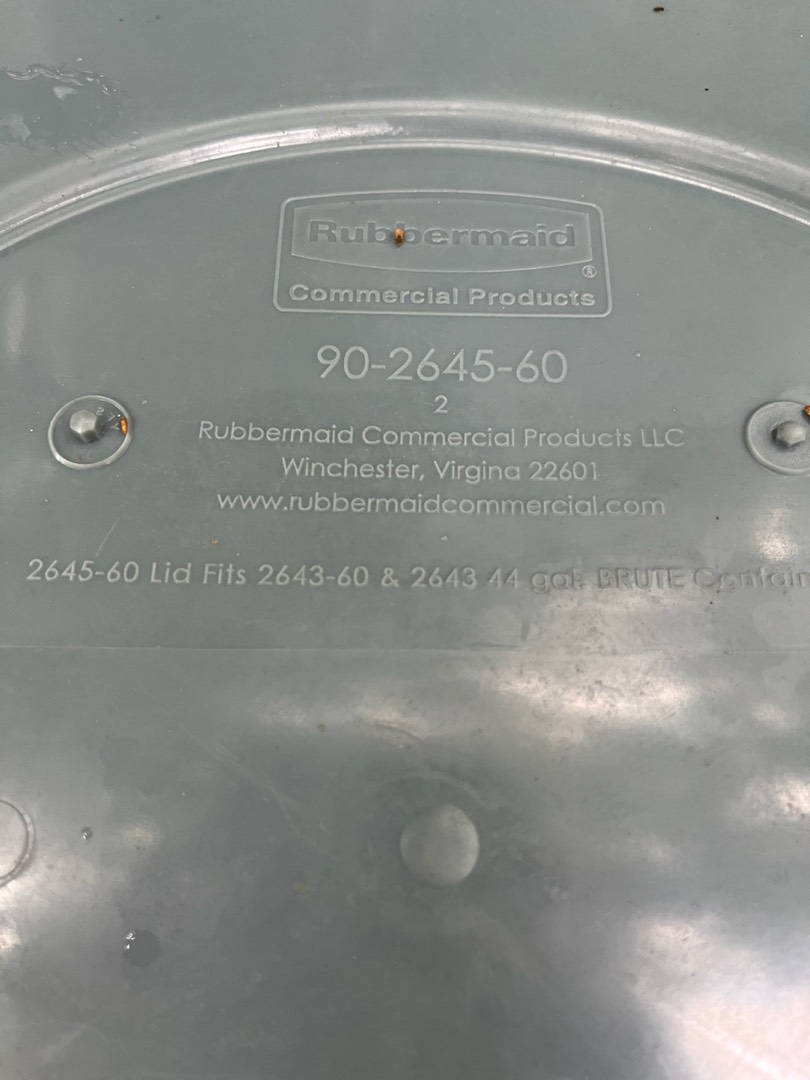 Rubbermaid
®
Commercial Products
90-2645-60
2
Rubbermaid Commercial Products LLC
Winchester, Virgina 22601
www.rubbermaidcommercial.com
2645-60 Lid Fits 2643-60 & 2643 44 gal. BRUTE Contain